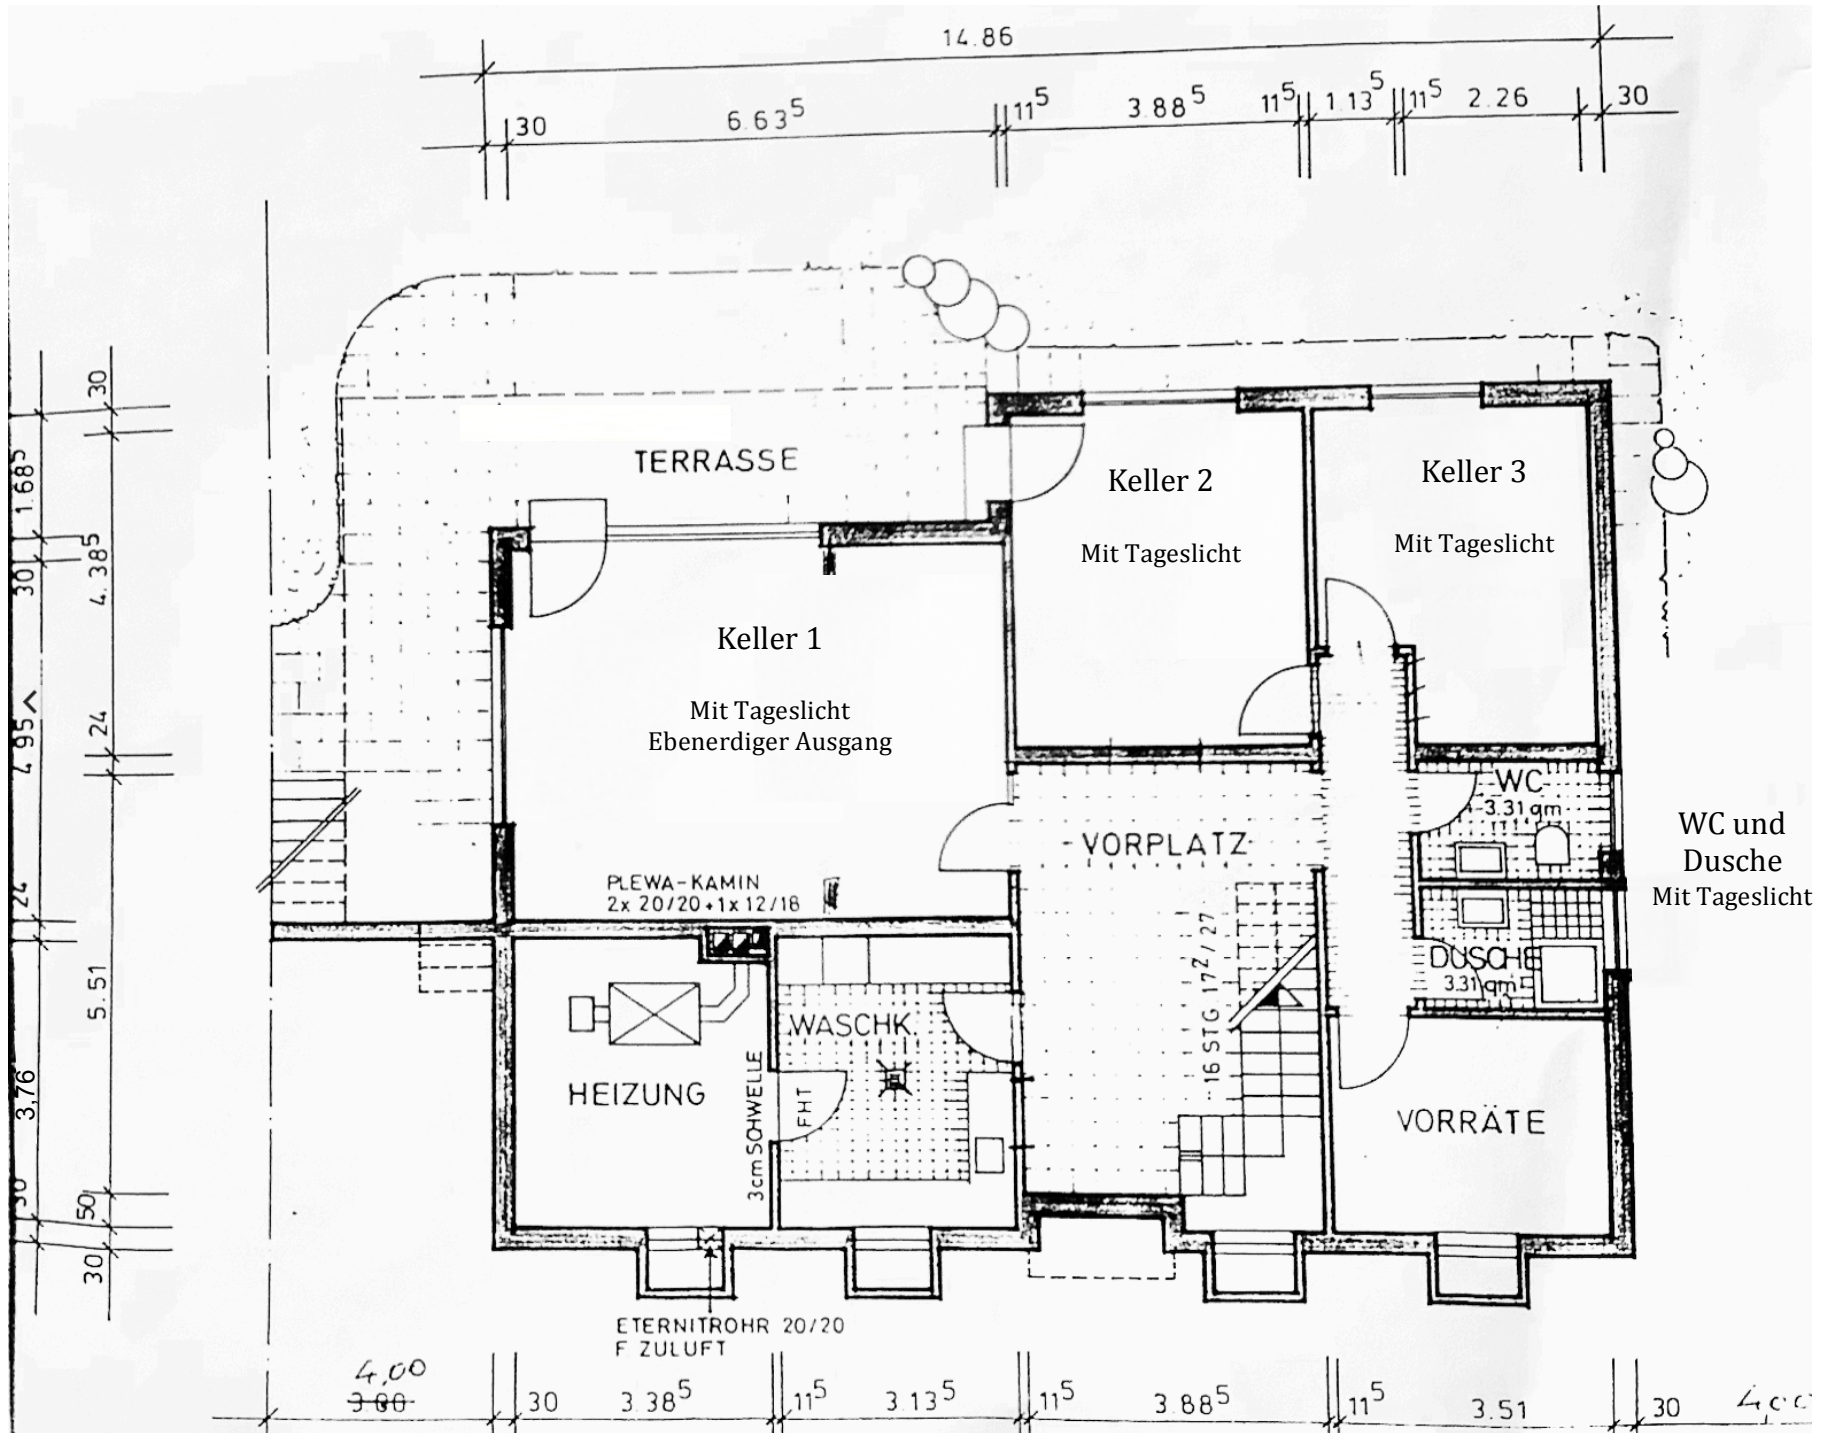 14.86
30 6.63⁵ 11⁵ 3.88⁵ 11⁵ 1.13⁵ 11⁵ 2.26 30
30
1.68⁵
30
4.385
4.95
24
24
5.51
3,76
50
30
30
TERRASSE
Keller 1
Mit Tageslicht
Ebenerdiger Ausgang
Keller 2
Mit Tageslicht
Keller 3
Mit Tageslicht
PLEWA-KAMIN
2x 20/20+1x 12/18
VORPLATZ
16 STG. 17²/27
WC
3.31 qm
DUSCHE
3.31 qm
WC und
Dusche
Mit Tageslicht
HEIZUNG
3cm SCHWELLE
FHT
WASCHK.
VORRÄTE
ETERNITROHR 20/20
F ZULUFT
4,00
3.00
30 3.38⁵ 11⁵ 3.13⁵ 11⁵ 3.88⁵ 11⁵ 3.51 30 4,00